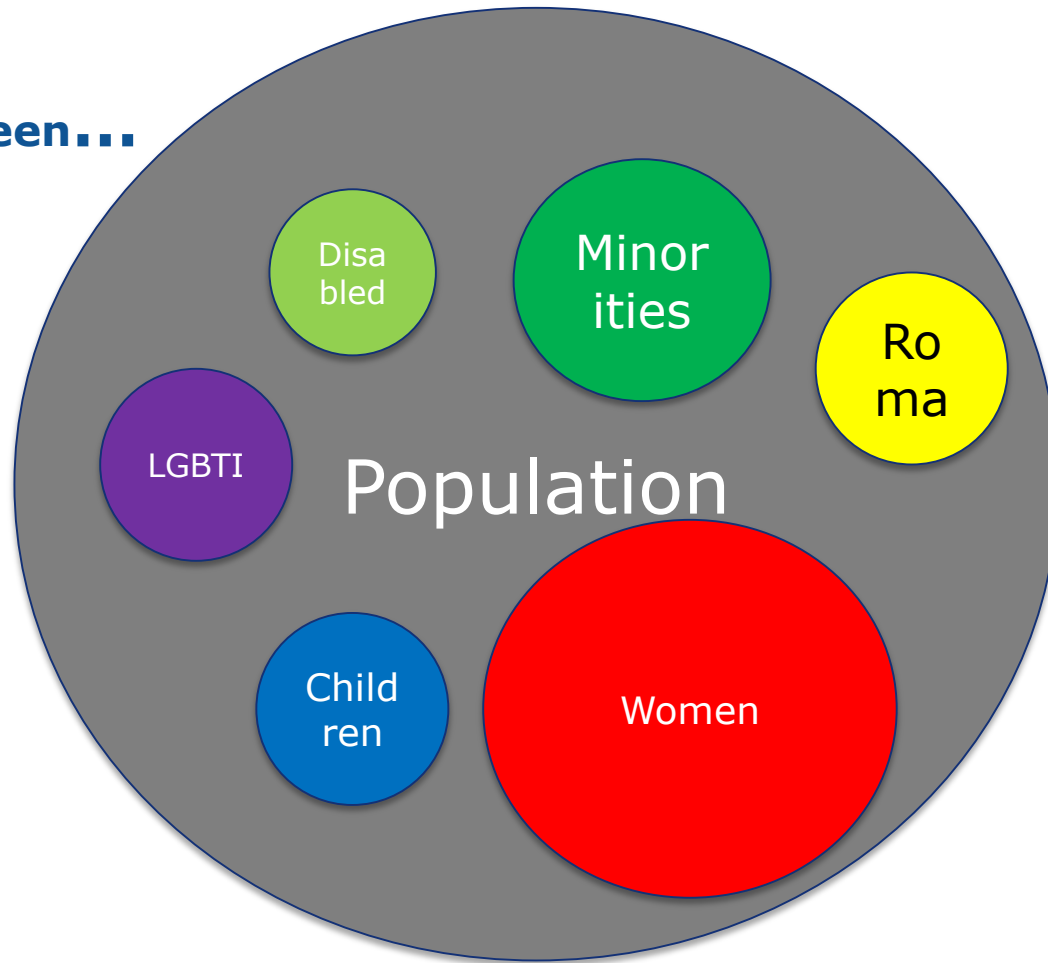 een...
Disa
bled
Minor
ities
Ro
ma
LGBTI
Population
Child
ren
Women